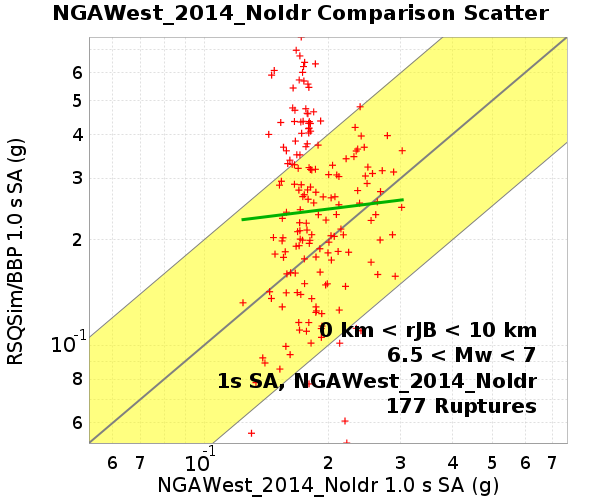 NGAWest_2014_NoIdr Comparison Scatter
RSQSim/BBP 1.0 s SA (g)
6
5
4
3
2
10-1
8
6
0 km < rJB < 10 km
6.5 < Mw < 7
1s SA, NGAWest_2014_NoIdr
177 Ruptures
6 7 10-1 2 3 4 5 6 7
NGAWest_2014_NoIdr 1.0 s SA (g)